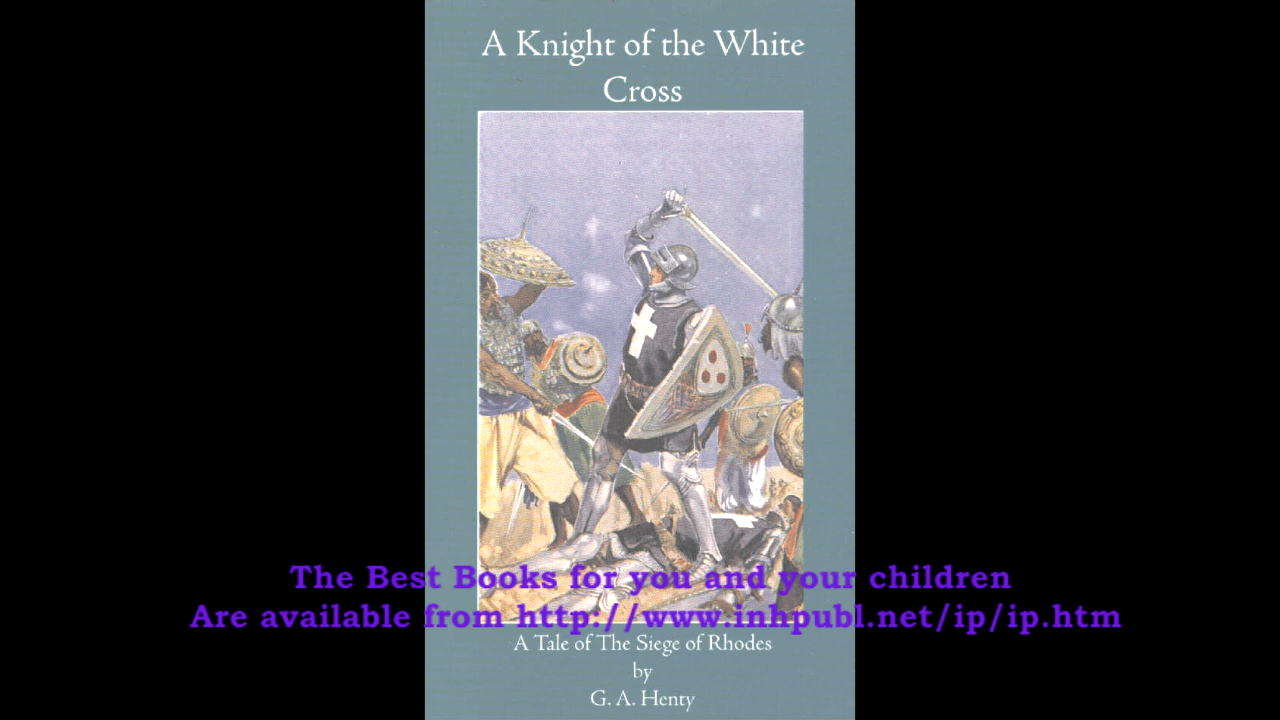 A Knight of the White
Cross
The Best Books for you and your children
Are available from http://www.inhpubl.net/ip/ip.htm
A Tale of The Siege of Rhodes
by
G. A. Henty